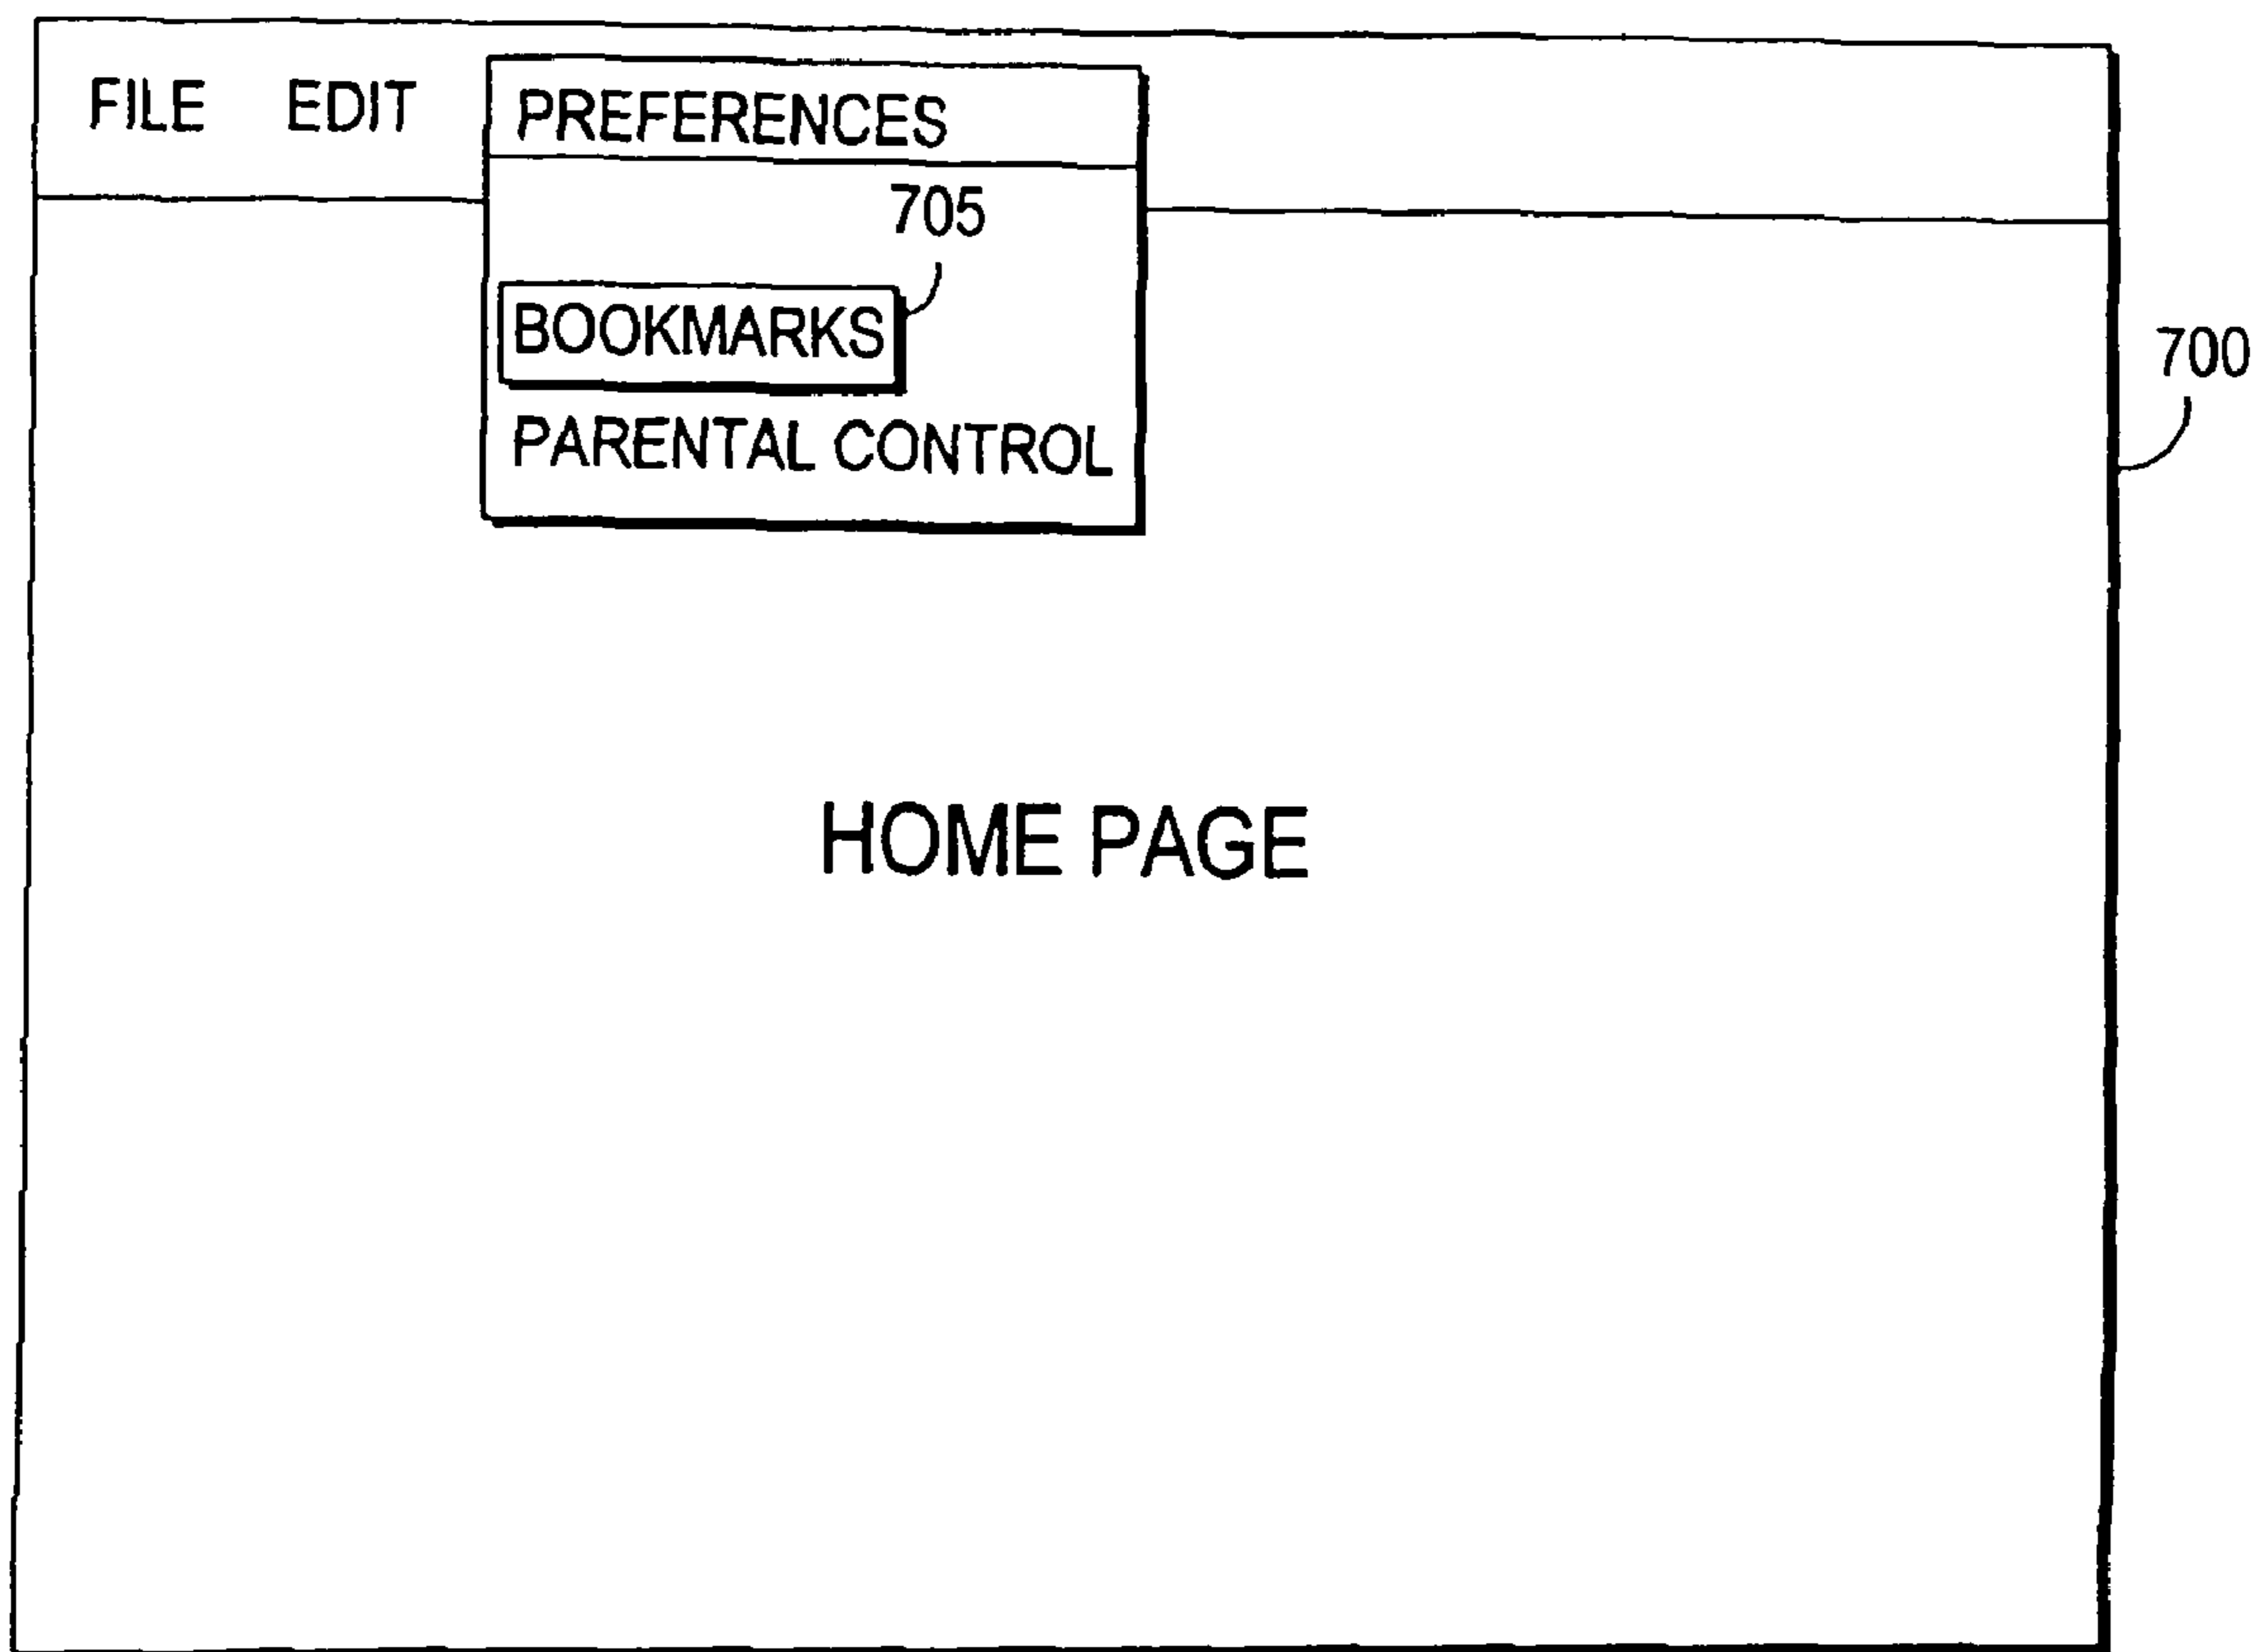 FILE EDIT PREFERENCES
705
BOOKMARKS
700
PARENTAL CONTROL
HOME PAGE